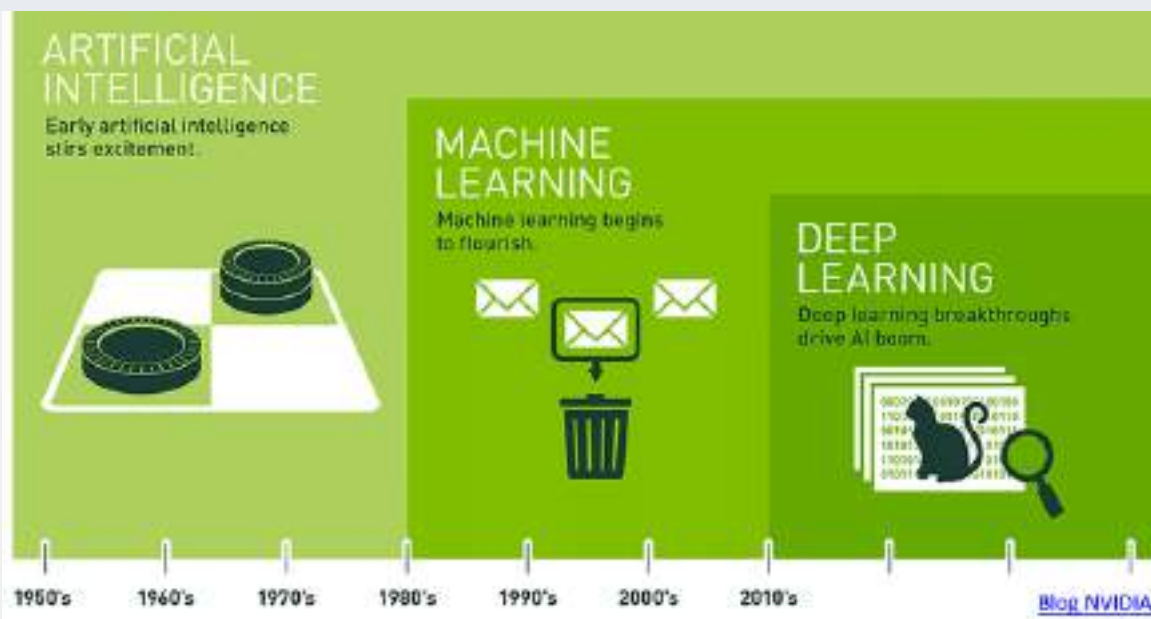 ARTIFICIAL
INTELLIGENCE
Early artificial intelligence
stirs excitement.
MACHINE
LEARNING
Machine learning begins
to flourish.
DEEP
LEARNING
Deep learning breakthroughs
drive AI boom.
1950's 1960's 1970's 1980's 1990's 2000's 2010's
Blog NVIDIA